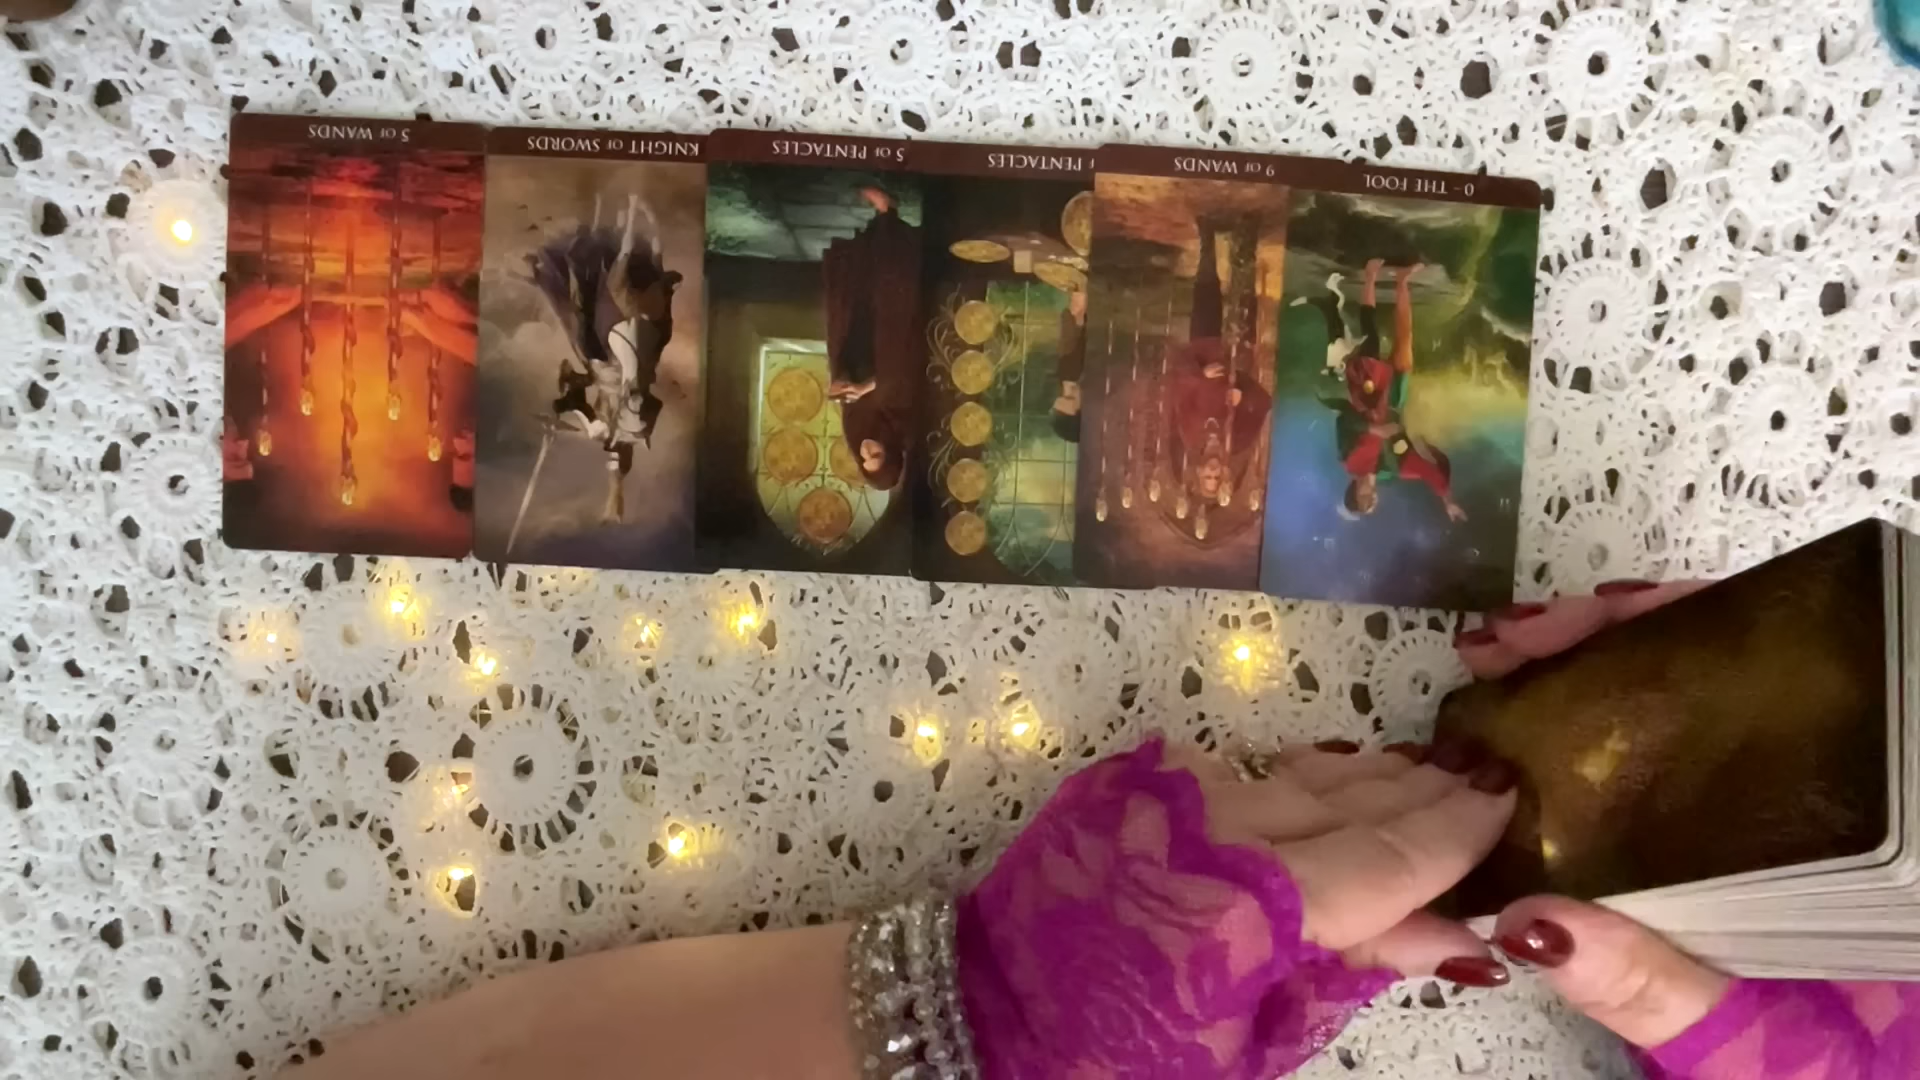 5 OF WANDS
KNIGHT OF SWORDS
5 OF PENTACLES
PENTACLES
9 OF WANDS
0 - THE FOOL